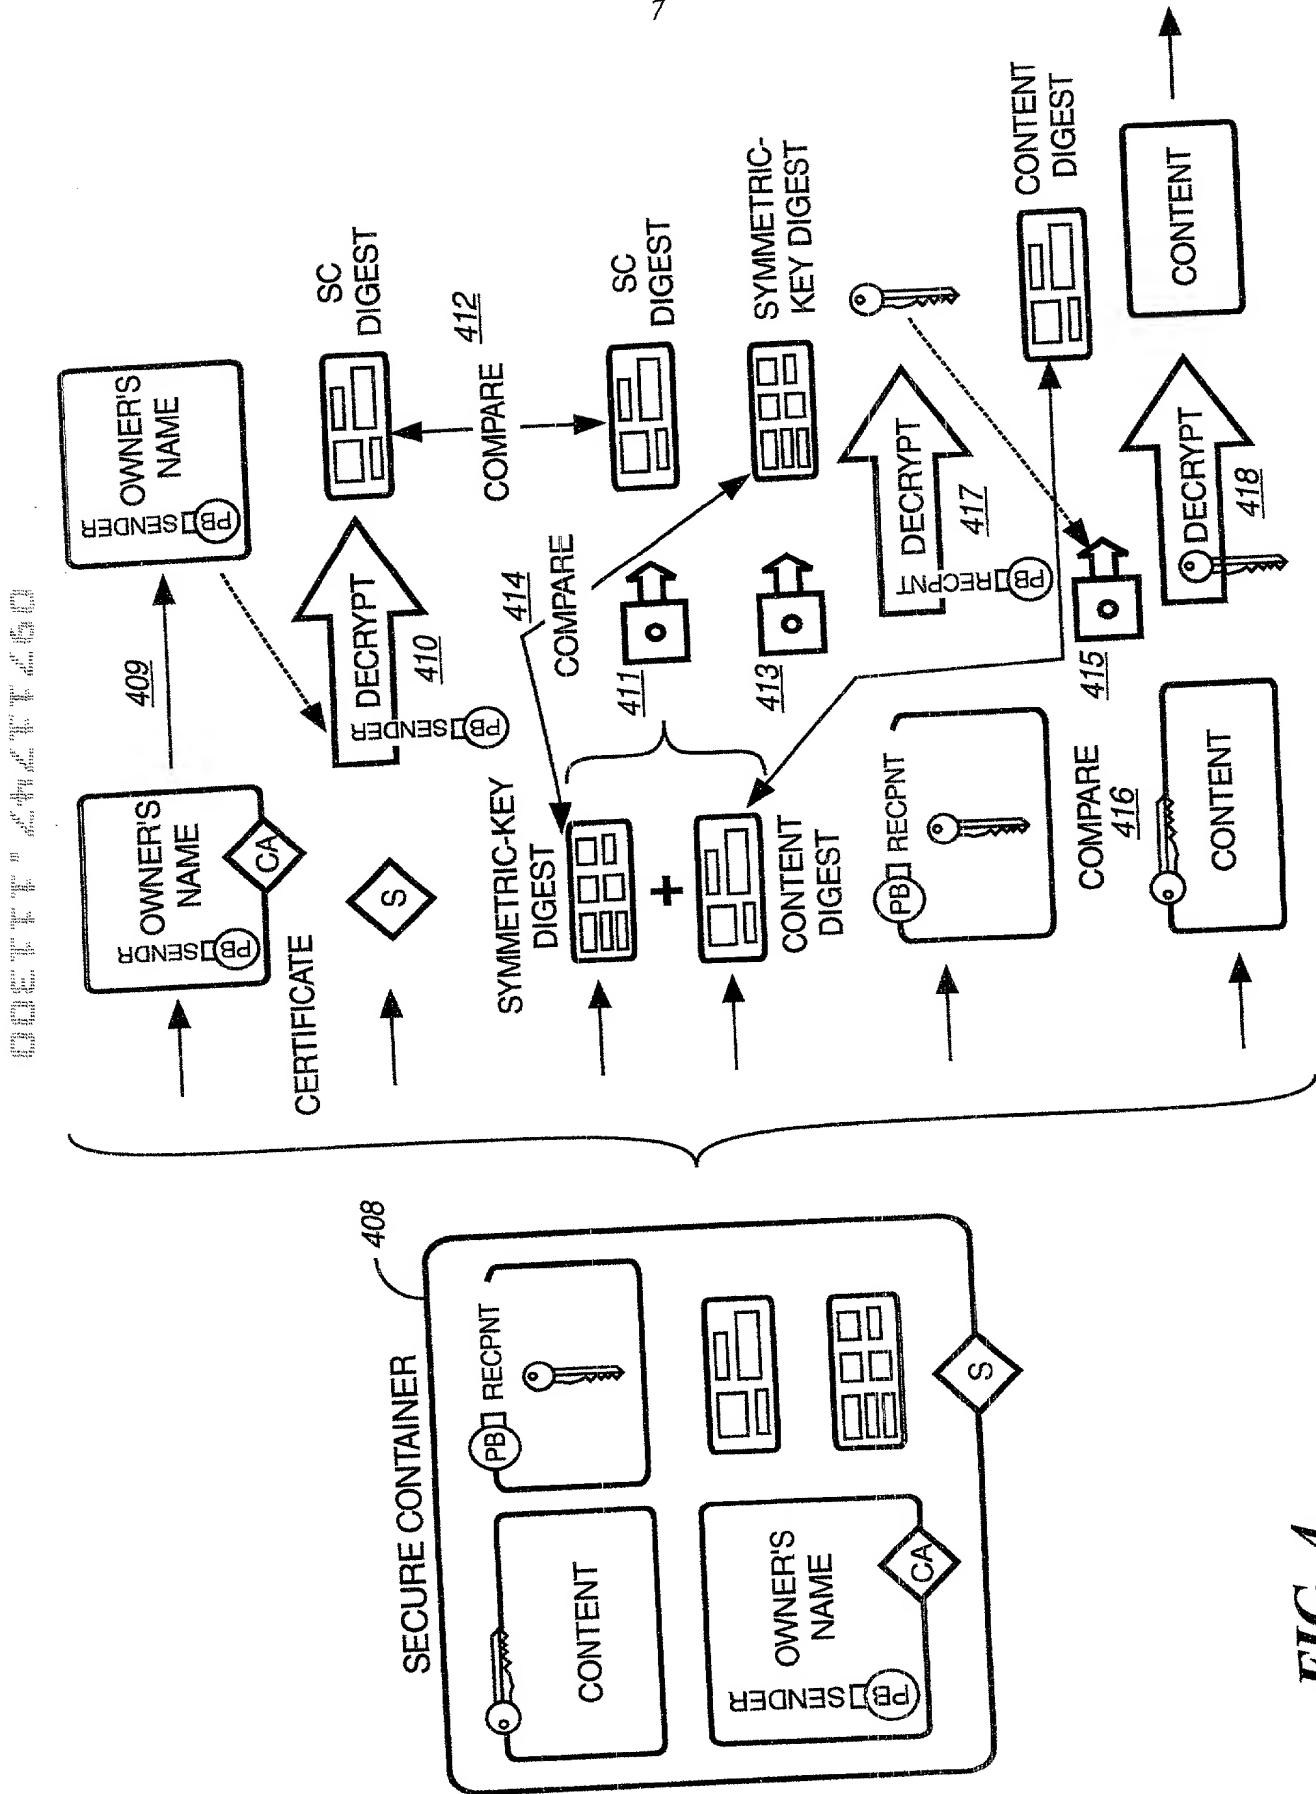 7
SECURE CONTAINER
408
CONTENT
PB RECPNT
PB SENDER
OWNER'S
NAME
CA
S
PB SENDR
OWNER'S
NAME
CA
CERTIFICATE
409
PB SENDER
OWNER'S
NAME
S
PB SENDER
DECRYPT
410
SC
DIGEST
COMPARE 412
SYMMETRIC-KEY
DIGEST
+
CONTENT
DIGEST
414
COMPARE
411
SC
DIGEST
413
SYMMETRIC-
KEY DIGEST
PB RECPNT
PB RECPNT
DECRYPT
417
COMPARE
416
415
CONTENT
DIGEST
CONTENT
DECRYPT
418
CONTENT